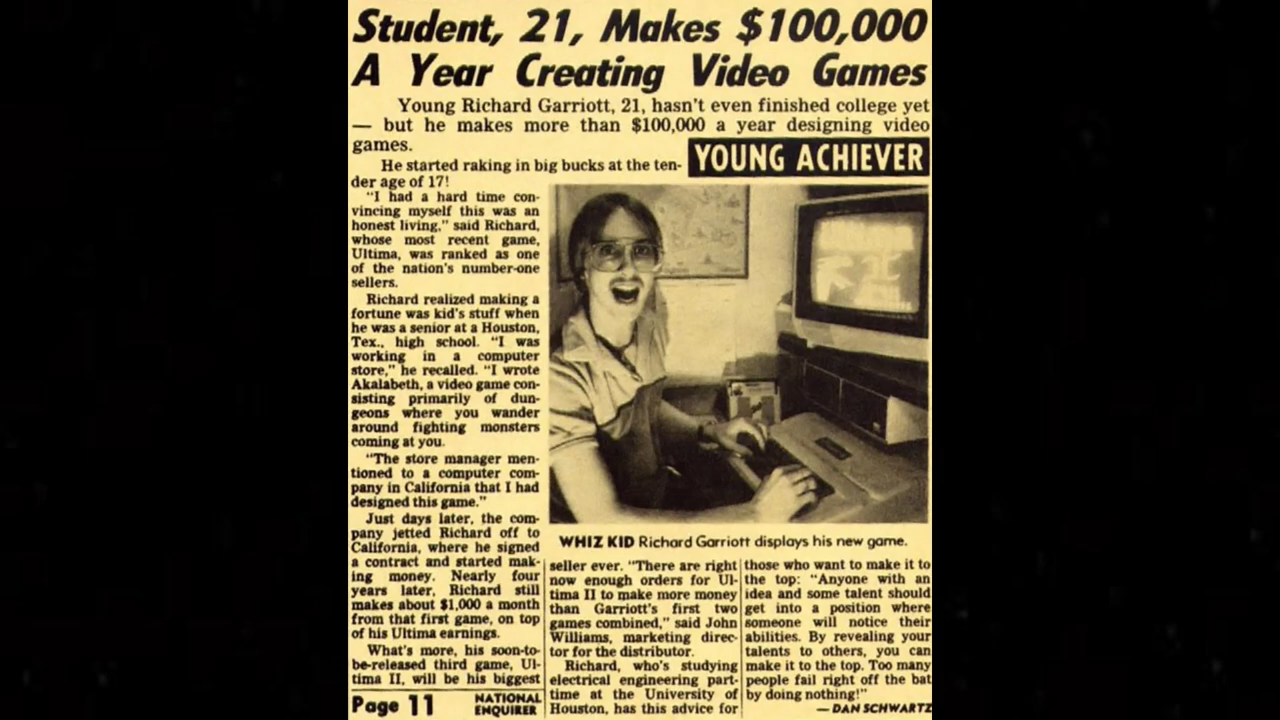 Student, 21, Makes $100,000
A Year Creating Video Games
Young Richard Garriott, 21, hasn't even finished college yet
— but he makes more than $100,000 a year designing video
games.
YOUNG ACHIEVER
He started raking in big bucks at the ten-
der age of 17!
"I had a hard time con-
vincing myself this was an
honest living," said Richard,
whose most recent game,
Ultima, was ranked as one
of the nation's number-one
sellers.
Richard realized making a
fortune was kid's stuff when
he was a senior at a Houston,
Tex., high school. "I was
working in a computer
store," he recalled. "I wrote
Akalabeth, a video game con-
sisting primarily of dun-
geons where you wander
around fighting monsters
coming at you.
"The store manager men-
tioned to a computer com-
pany in California that I had
designed this game."
Just days later, the com-
pany jetted Richard off to
California, where he signed
a contract and started mak-
ing money. Nearly four
years later, Richard still
makes about $1,000 a month
from that first game, on top
of his Ultima earnings.
What's more, his soon-to-
be-released third game, Ul-
tima II, will be his biggest
WHIZ KID Richard Garriott displays his new game.
seller ever. "There are right
now enough orders for Ul-
tima II to make more money
than Garriott's first two
games combined," said John
Williams, marketing direc-
tor for the distributor.
Richard, who's studying
electrical engineering part-
time at the University of
Houston, has this advice for
those who want to make it to
the top: "Anyone with an
idea and some talent should
get into a position where
someone will notice their
abilities. By revealing your
talents to others, you can
make it to the top. Too many
people fail right off the bat
by doing nothing!"
— DAN SCHWARTZ
Page 11
NATIONAL
ENQUIRER